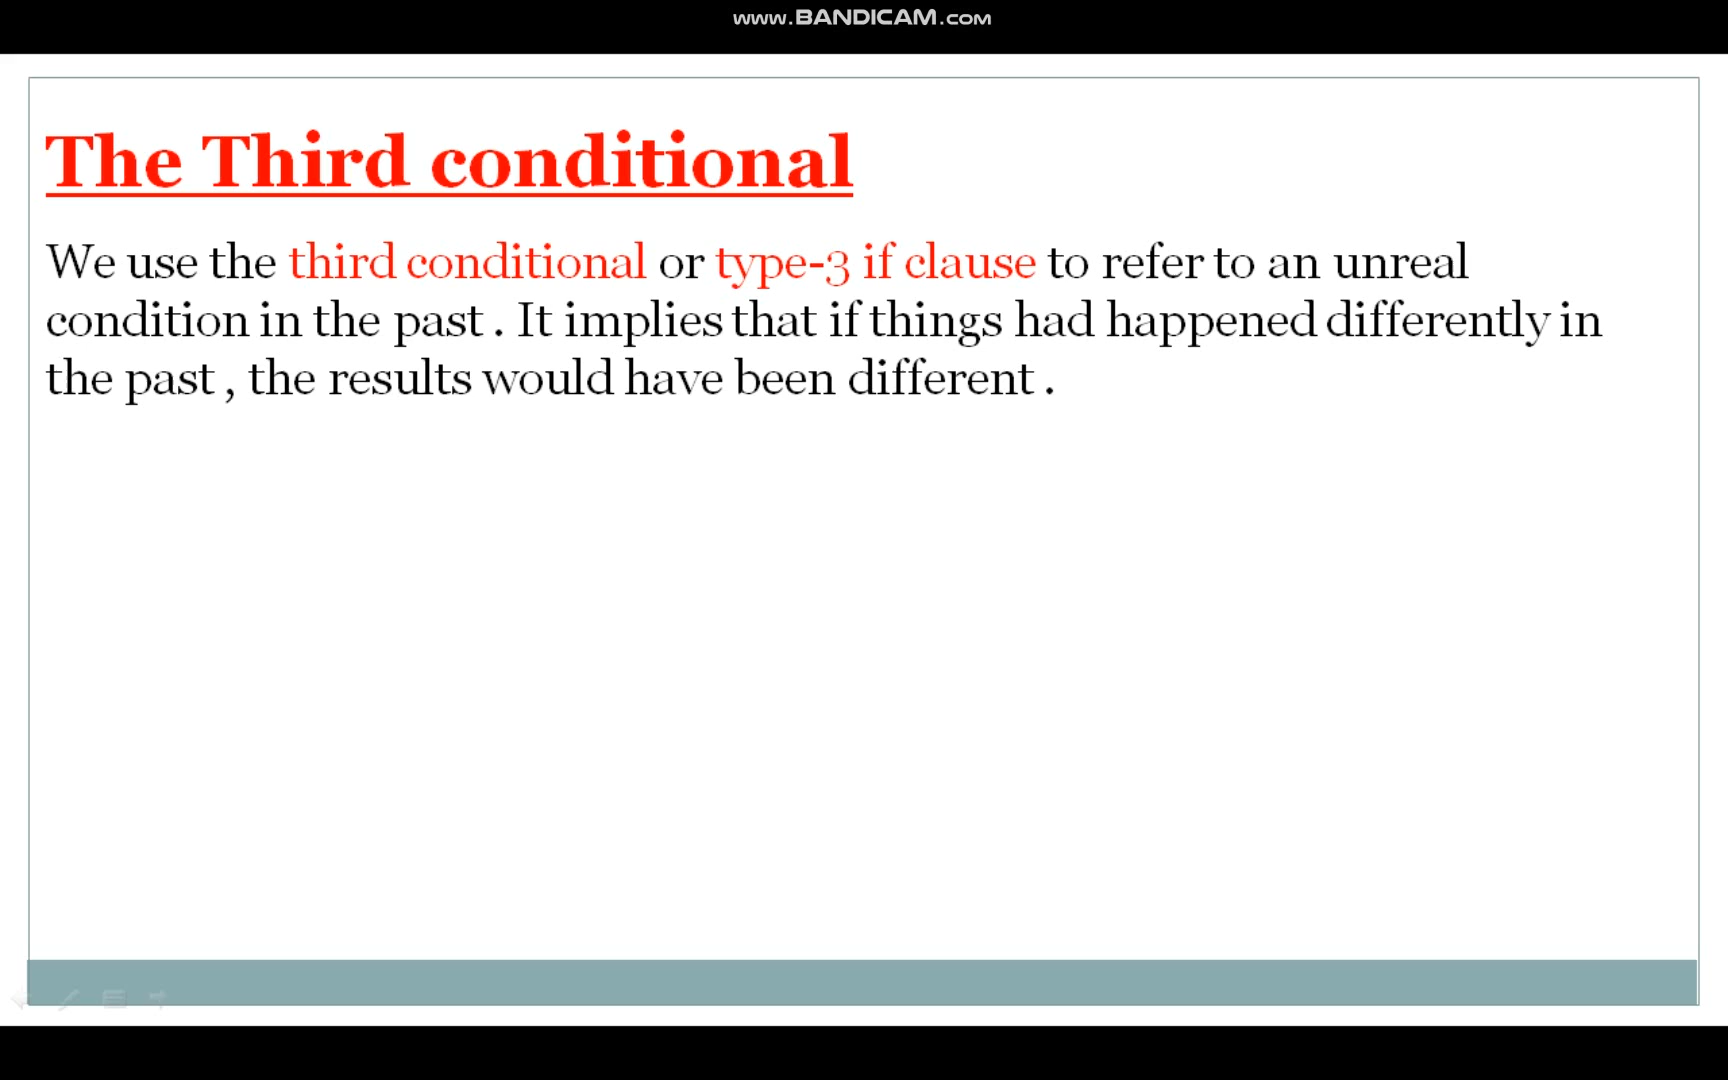 www.BANDICAM.com
The Third conditional
We use the third conditional or type-3 if clause to refer to an unreal
condition in the past . It implies that if things had happened differently in
the past , the results would have been different .